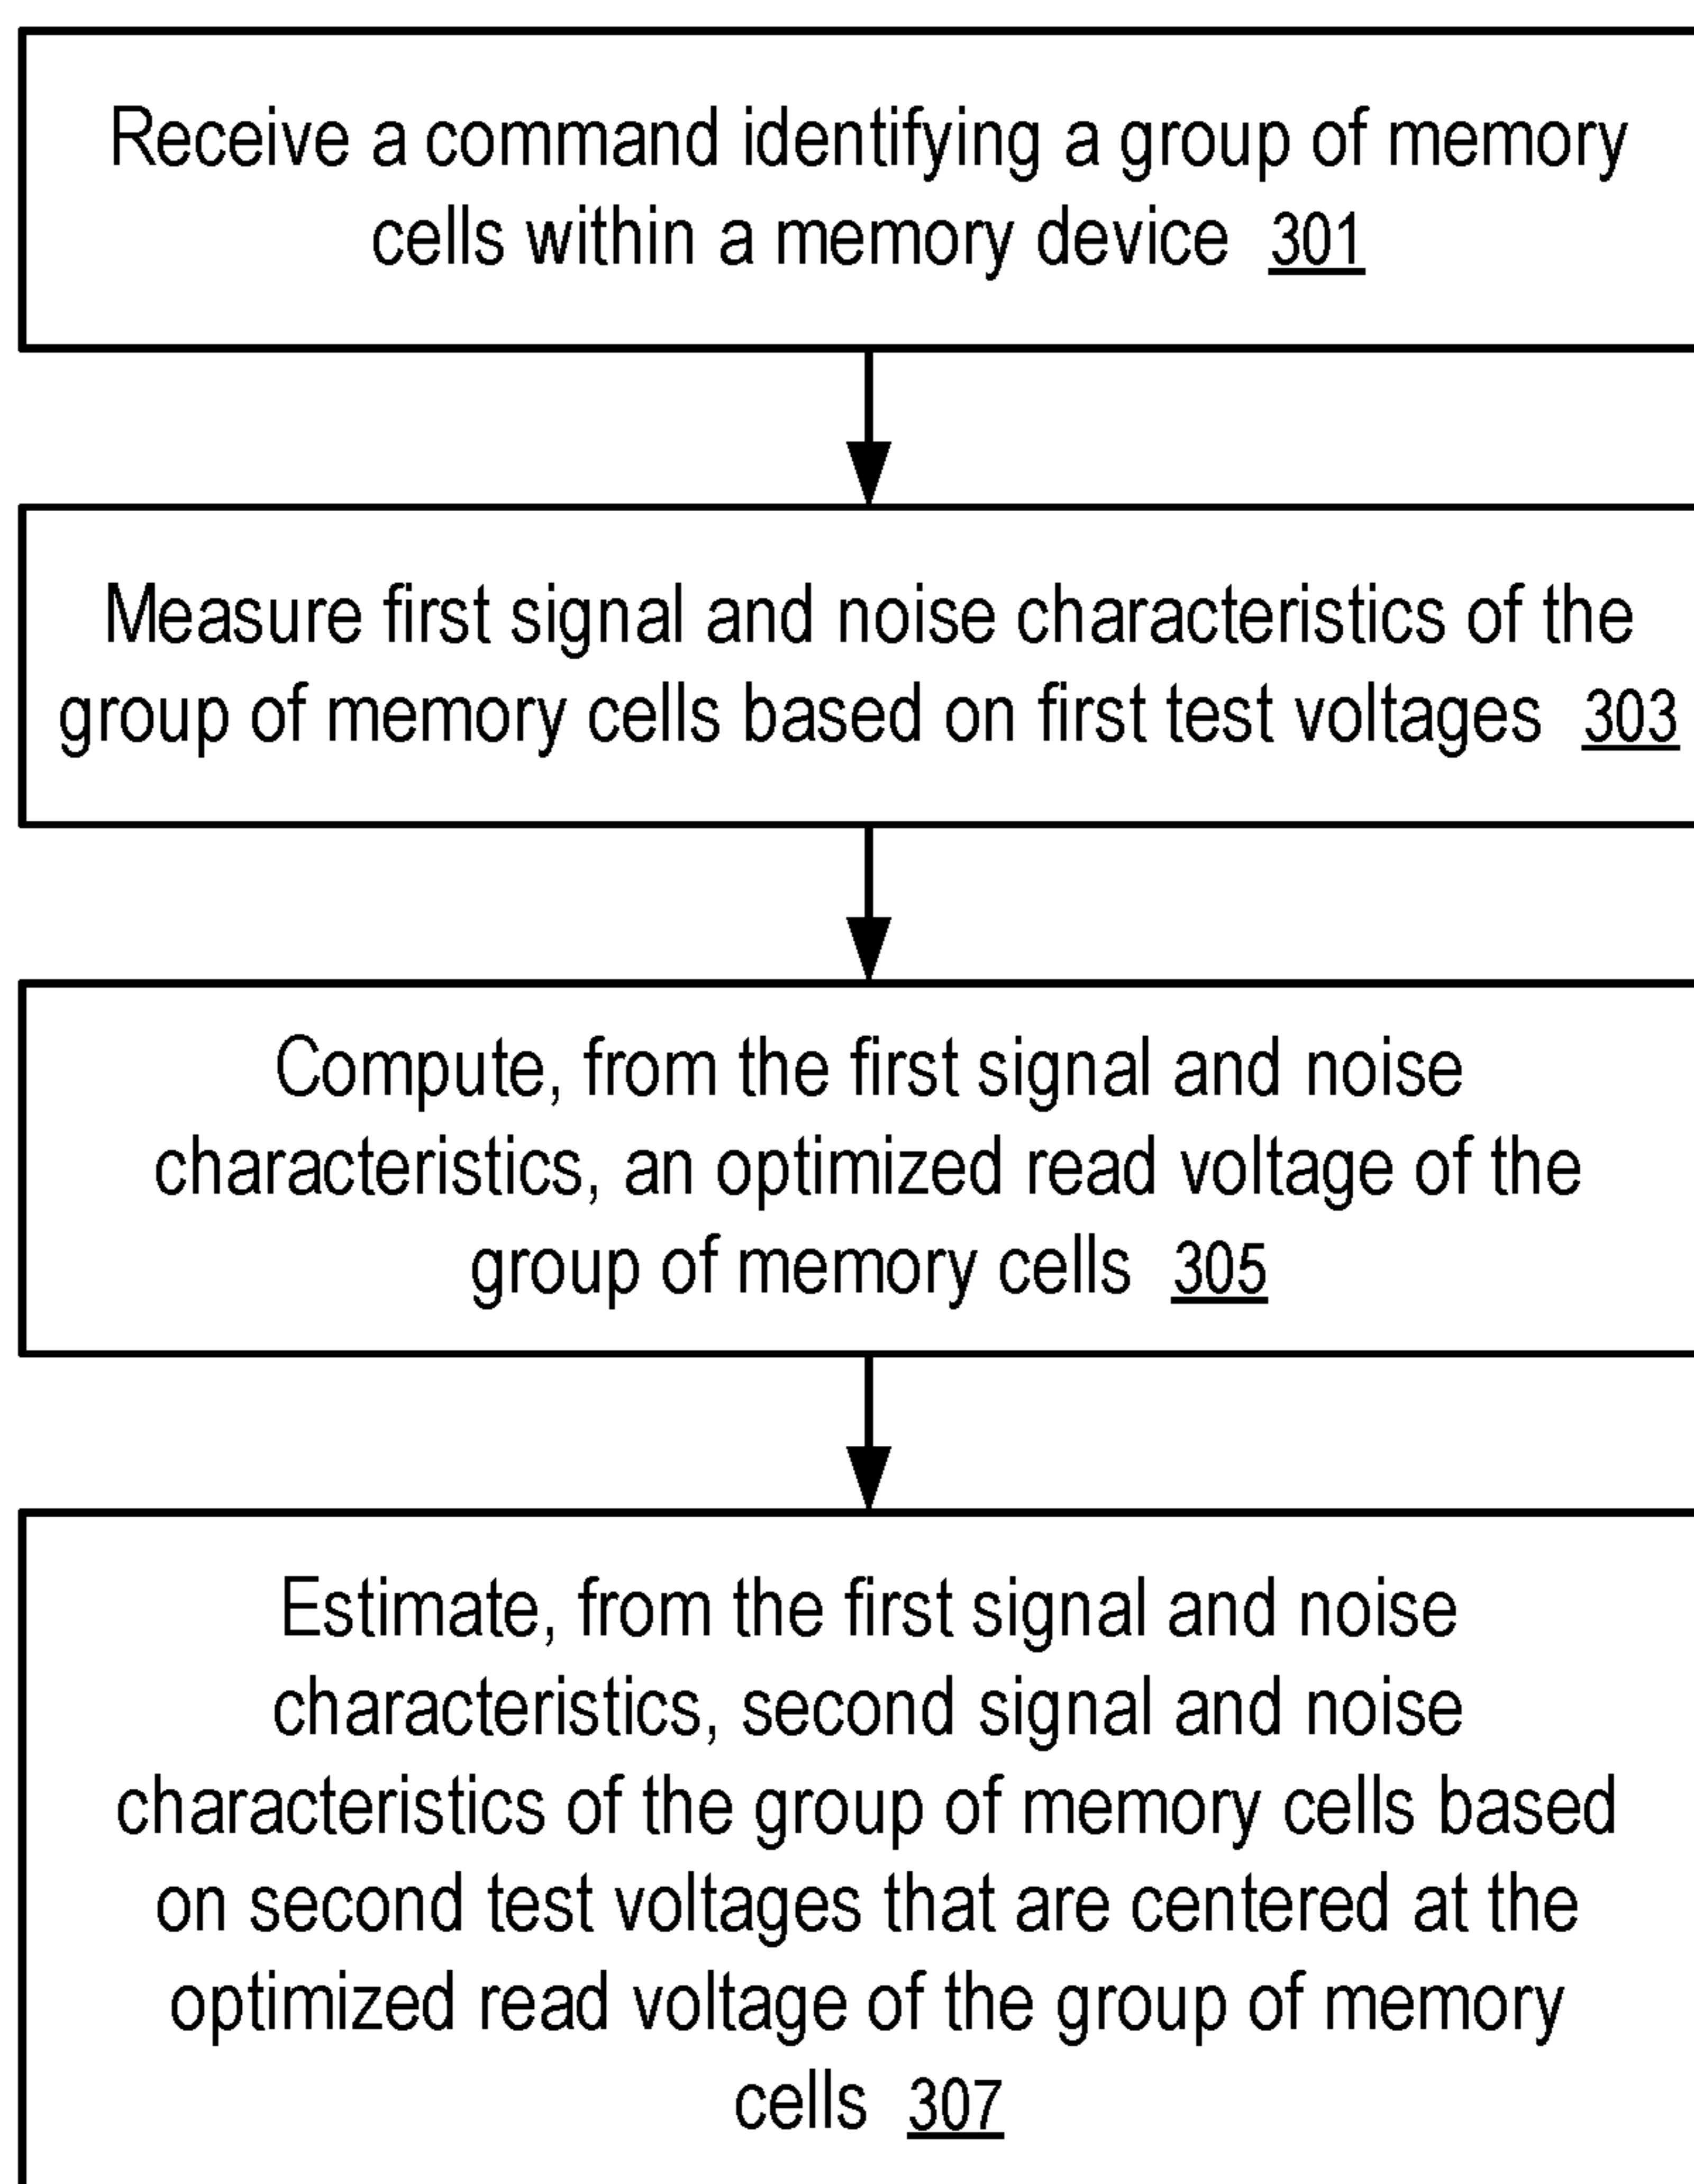 Receive a command identifying a group of memory
cells within a memory device 301
Measure first signal and noise characteristics of the
group of memory cells based on first test voltages 303
Compute, from the first signal and noise
characteristics, an optimized read voltage of the
group of memory cells 305
Estimate, from the first signal and noise
characteristics, second signal and noise
characteristics of the group of memory cells based
on second test voltages that are centered at the
optimized read voltage of the group of memory
cells 307